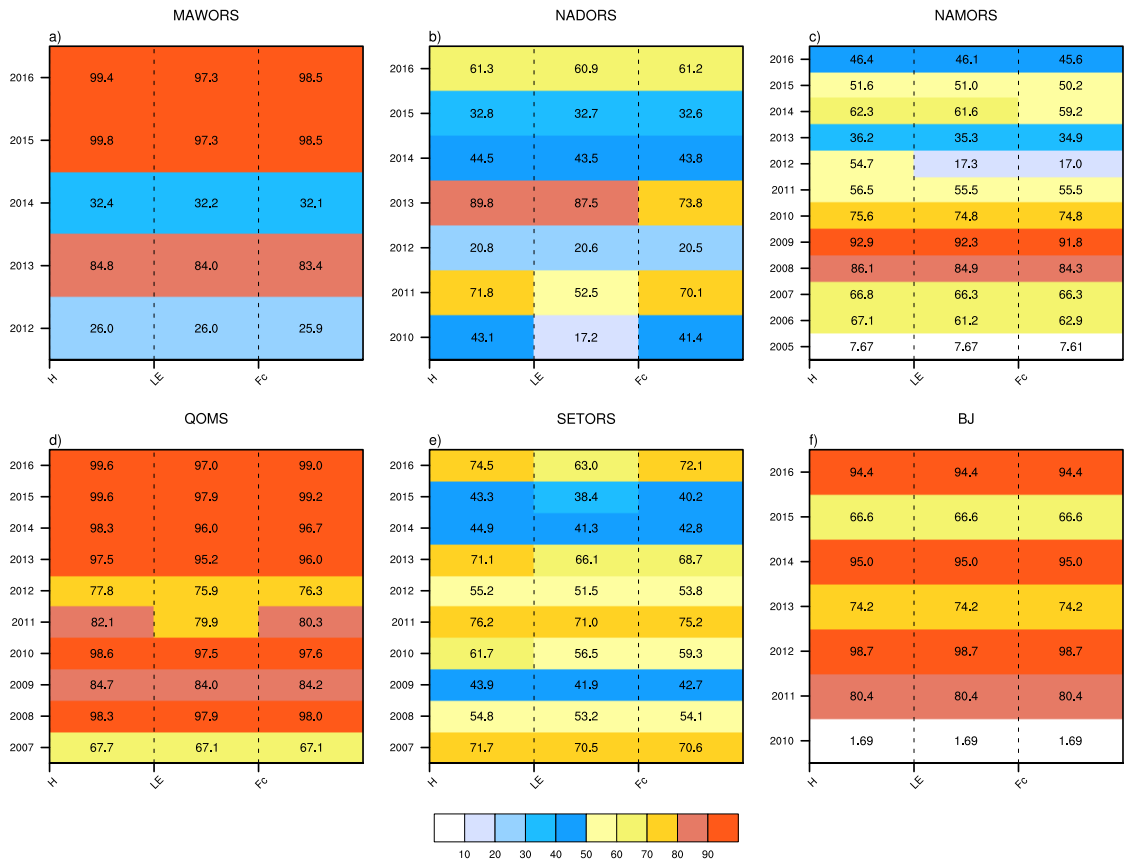 MAWORS
NADORS
NAMORS
a)
b)
c)
2016 99.4 97.3 98.5
2015 99.8 97.3 98.5
2014 32.4 32.2 32.1
2013 84.8 84.0 83.4
2012 26.0 26.0 25.9
H LE Fc
2016 61.3 60.9 61.2
2015 32.8 32.7 32.6
2014 44.5 43.5 43.8
2013 89.8 87.5 73.8
2012 20.8 20.6 20.5
2011 71.8 52.5 70.1
2010 43.1 17.2 41.4
H LE Fc
2016 46.4 46.1 45.6
2015 51.6 51.0 50.2
2014 62.3 61.6 59.2
2013 36.2 35.3 34.9
2012 54.7 17.3 17.0
2011 56.5 55.5 55.5
2010 75.6 74.8 74.8
2009 92.9 92.3 91.8
2008 86.1 84.9 84.3
2007 66.8 66.3 66.3
2006 67.1 61.2 62.9
2005 7.67 7.67 7.61
H LE Fc
QOMS
SETORS
BJ
d)
e)
f)
2016 99.6 97.0 99.0
2015 99.6 97.9 99.2
2014 98.3 96.0 96.7
2013 97.5 95.2 96.0
2012 77.8 75.9 76.3
2011 82.1 79.9 80.3
2010 98.6 97.5 97.6
2009 84.7 84.0 84.2
2008 98.3 97.9 98.0
2007 67.7 67.1 67.1
H LE Fc
2016 74.5 63.0 72.1
2015 43.3 38.4 40.2
2014 44.9 41.3 42.8
2013 71.1 66.1 68.7
2012 55.2 51.5 53.8
2011 76.2 71.0 75.2
2010 61.7 56.5 59.3
2009 43.9 41.9 42.7
2008 54.8 53.2 54.1
2007 71.7 70.5 70.6
H LE Fc
2016 94.4 94.4 94.4
2015 66.6 66.6 66.6
2014 95.0 95.0 95.0
2013 74.2 74.2 74.2
2012 98.7 98.7 98.7
2011 80.4 80.4 80.4
2010 1.69 1.69 1.69
H LE Fc
10 20 30 40 50 60 70 80 90